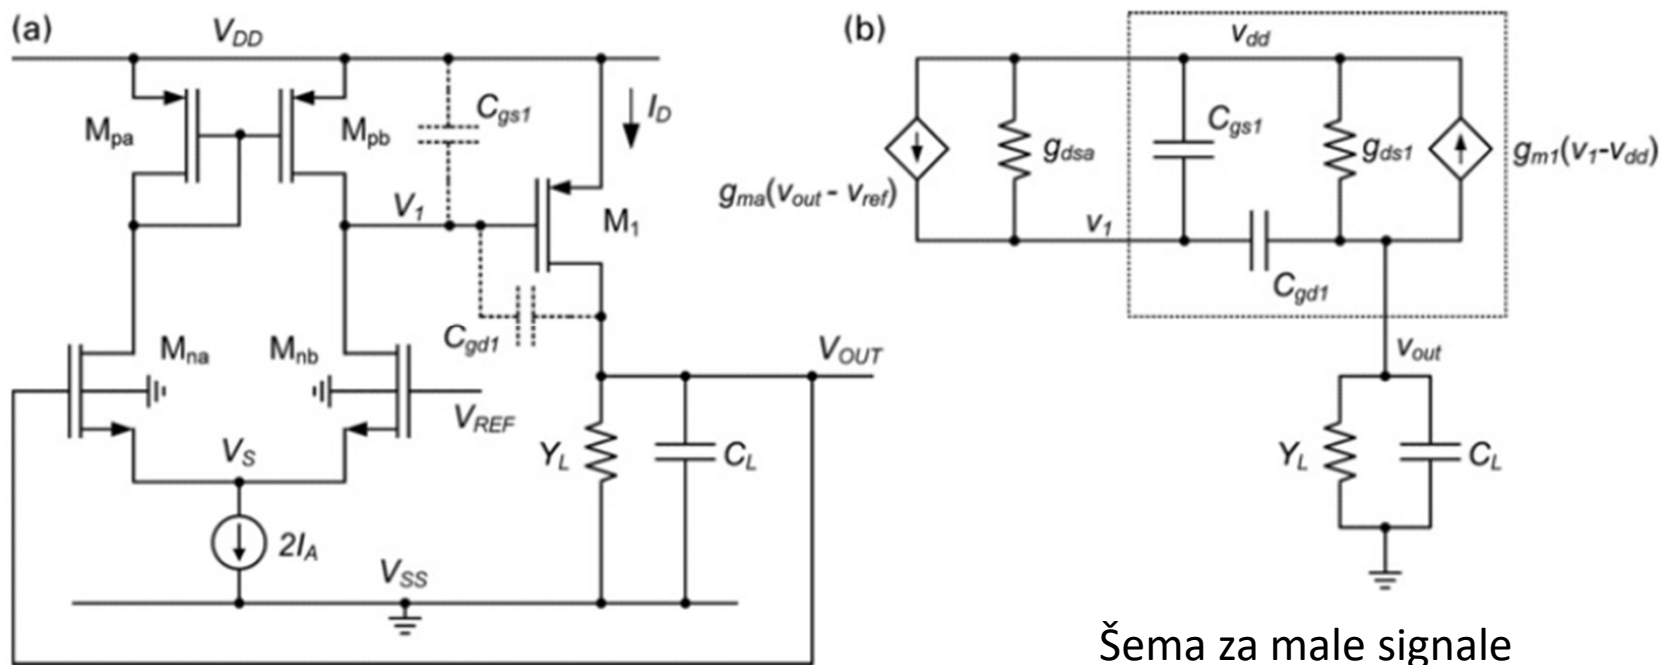 (a)
V_DD
C_gs1
I_D
M_pa
M_pb
V_1
M_1
C_gd1
M_na
M_nb
V_OUT
V_REF
V_S
Y_L
C_L
2I_A
V_SS
(b)
v_dd
C_gs1
g_dsa
g_ds1
g_m1(v_1-v_dd)
g_ma(v_out - v_ref)
v_1
C_gd1
v_out
Y_L
C_L
Šema za male signale